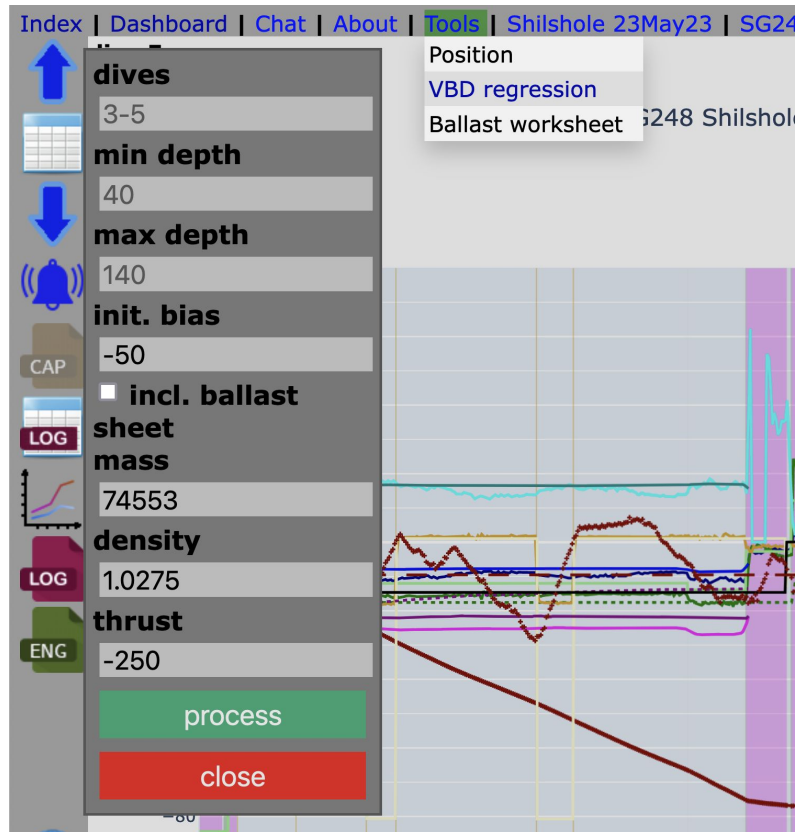 Index | Dashboard | Chat | About | Tools | Shilshole 23May23 | SG24
Position
VBD regression
Ballast worksheet
G248 Shilshole
dives
3-5
min depth
40
max depth
140
init. bias
-50
incl. ballast
sheet
mass
74553
density
1.0275
thrust
-250
process
close
CAP
LOG
LOG
ENG
−80